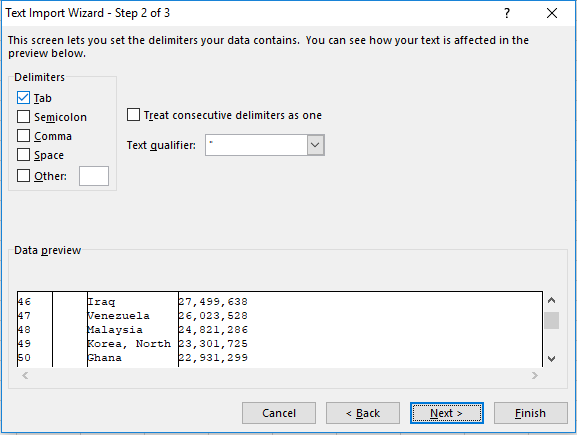 Text Import Wizard - Step 2 of 3
?
This screen lets you set the delimiters your data contains. You can see how your text is affected in the
preview below.
Delimiters
Tab
Semicolon
Comma
Space
Other:
Treat consecutive delimiters as one
Text qualifier: "
Data preview
46 Iraq 27,499,638
47 Venezuela 26,023,528
48 Malaysia 24,821,286
49 Korea, North 23,301,725
50 Ghana 22,931,299
Cancel < Back Next > Finish